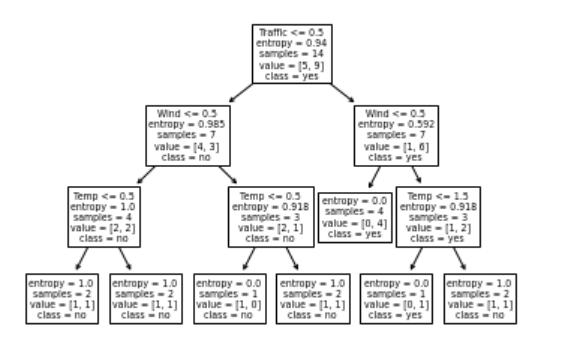 Traffic <= 0.5
entropy = 0.94
samples = 14
value = [5, 9]
class = yes
Wind <= 0.5
entropy = 0.985
samples = 7
value = [4, 3]
class = no
Wind <= 0.5
entropy = 0.592
samples = 7
value = [1, 6]
class = yes
Temp <= 0.5
entropy = 1.0
samples = 4
value = [2, 2]
class = no
Temp <= 0.5
entropy = 0.918
samples = 3
value = [2, 1]
class = no
entropy = 0.0
samples = 4
value = [0, 4]
class = yes
Temp <= 1.5
entropy = 0.918
samples = 3
value = [1, 2]
class = yes
entropy = 1.0
samples = 2
value = [1, 1]
class = no
entropy = 1.0
samples = 2
value = [1, 1]
class = no
entropy = 0.0
samples = 1
value = [1, 0]
class = no
entropy = 1.0
samples = 2
value = [1, 1]
class = no
entropy = 0.0
samples = 1
value = [0, 1]
class = yes
entropy = 1.0
samples = 2
value = [1, 1]
class = no